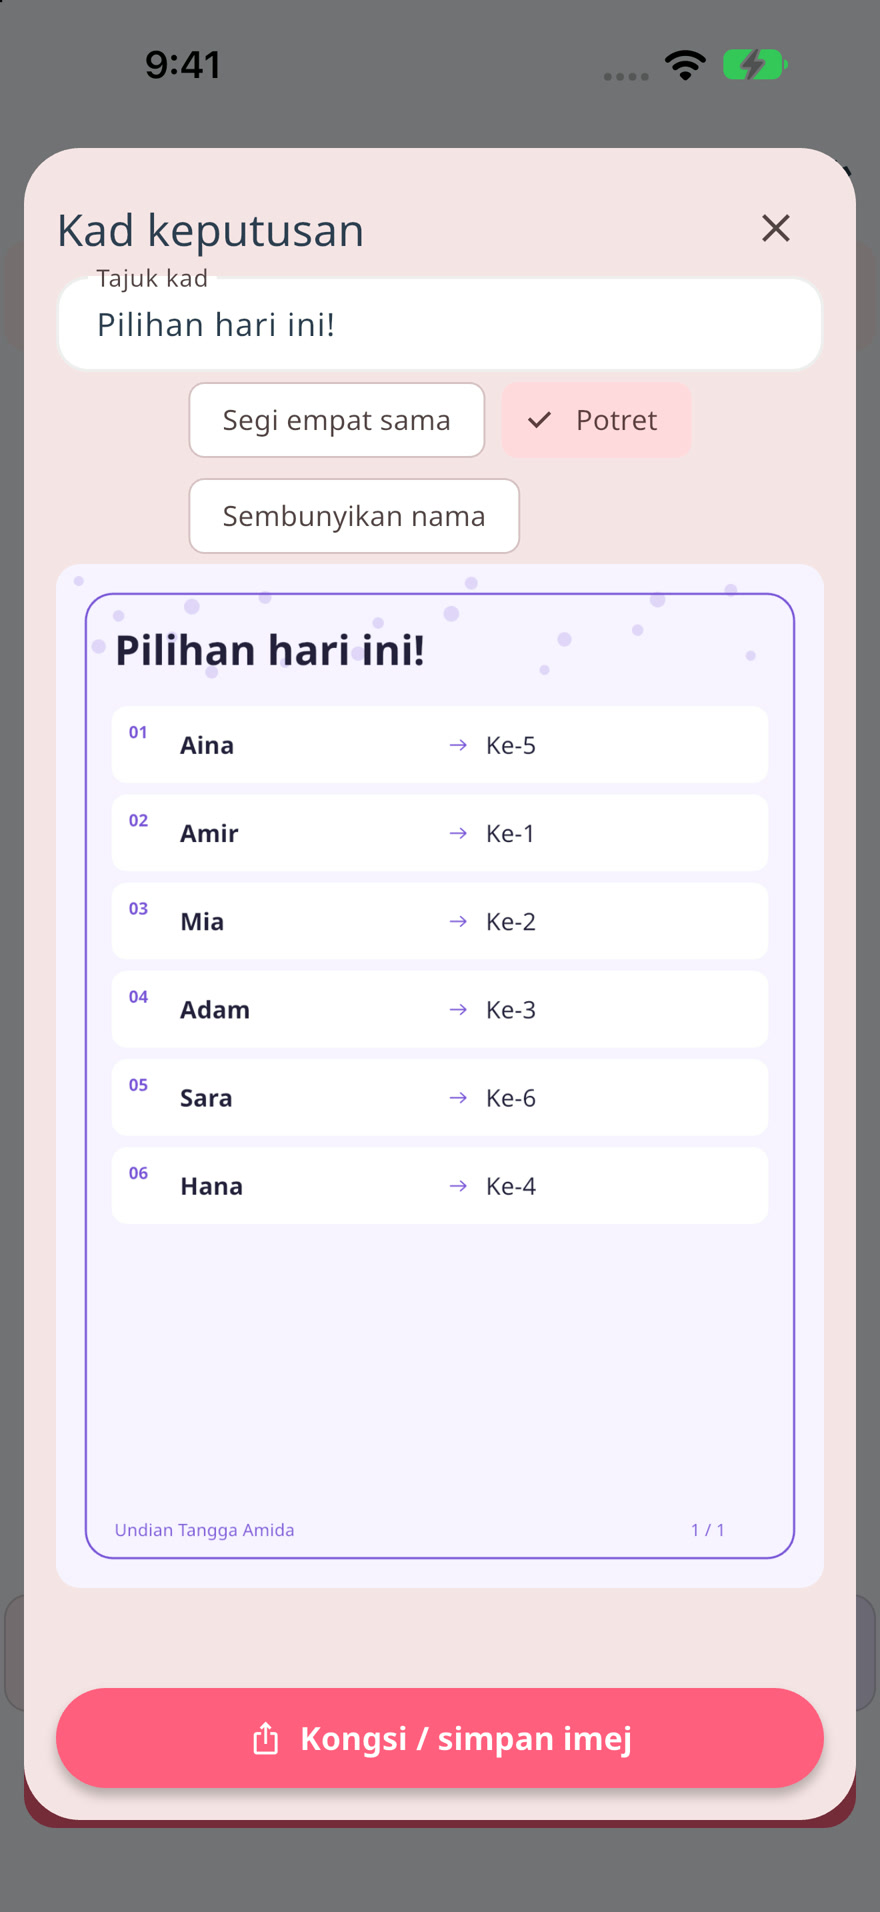 9:41
Kad keputusan
Tajuk kad
Pilihan hari ini!
Segi empat sama
Potret
Sembunyikan nama
Pilihan hari ini!
01 Aina → Ke-5
02 Amir → Ke-1
03 Mia → Ke-2
04 Adam → Ke-3
05 Sara → Ke-6
06 Hana → Ke-4
Undian Tangga Amida 1 / 1
Kongsi / simpan imej